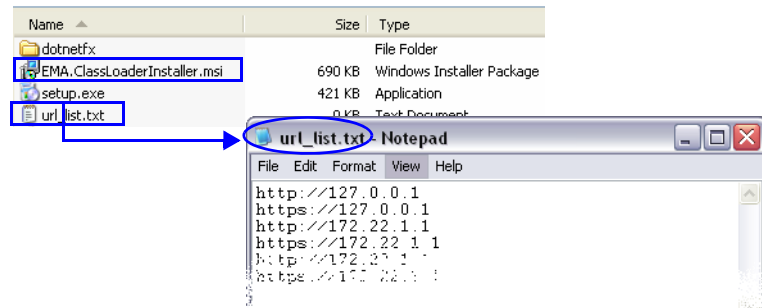 Name Size Type
dotnetfx File Folder
EMA.ClassLoaderInstaller.msi 690 KB Windows Installer Package
setup.exe 421 KB Application
url_list.txt 0 KB Text Document
url_list.txt - Notepad
File Edit Format View Help
http://127.0.0.1
https://127.0.0.1
http://172.22.1.1
https://172.22.1.1